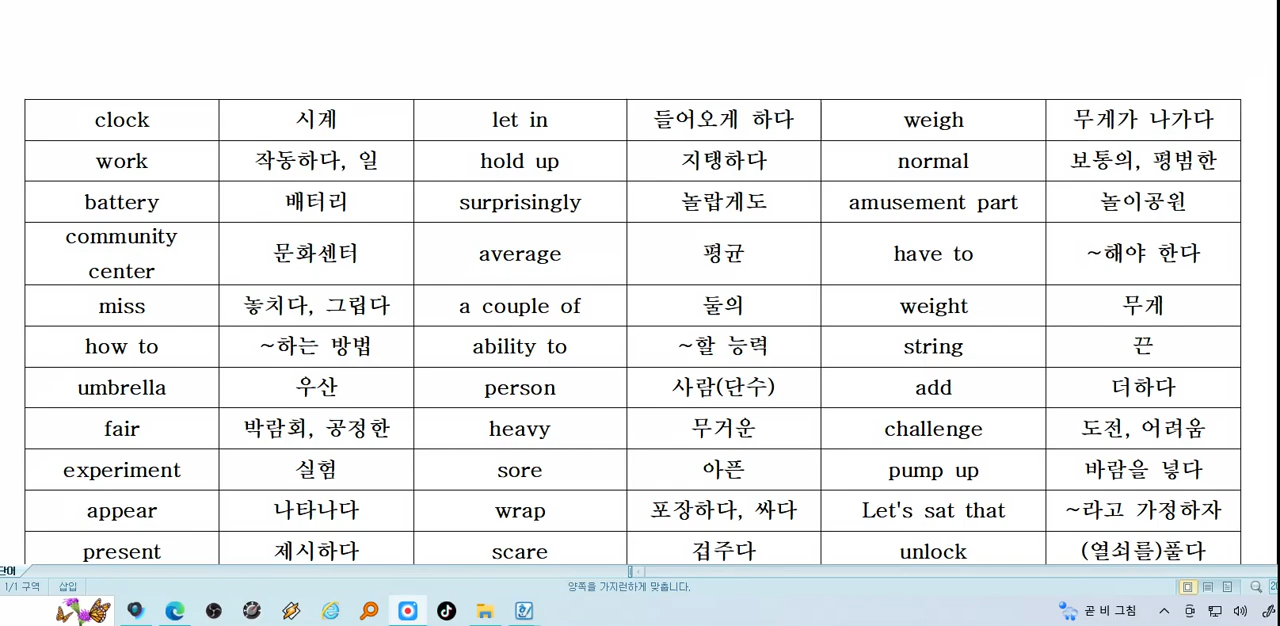 clock 시계 let in 들어오게 하다 weigh 무게가 나가다
work 작동하다, 일 hold up 지탱하다 normal 보통의, 평범한
battery 배터리 surprisingly 놀랍게도 amusement part 놀이공원
community
center 문화센터 average 평균 have to ~해야 한다
miss 놓치다, 그립다 a couple of 둘의 weight 무게
how to ~하는 방법 ability to ~할 능력 string 끈
umbrella 우산 person 사람(단수) add 더하다
fair 박람회, 공정한 heavy 무거운 challenge 도전, 어려움
experiment 실험 sore 아픈 pump up 바람을 넣다
appear 나타나다 wrap 포장하다, 싸다 Let's sat that ~라고 가정하자
present 제시하다 scare 겁주다 unlock (열쇠를)풀다
1/1 구역 삽입 양쪽을 가지런하게 맞춥니다.
곧 비 그침